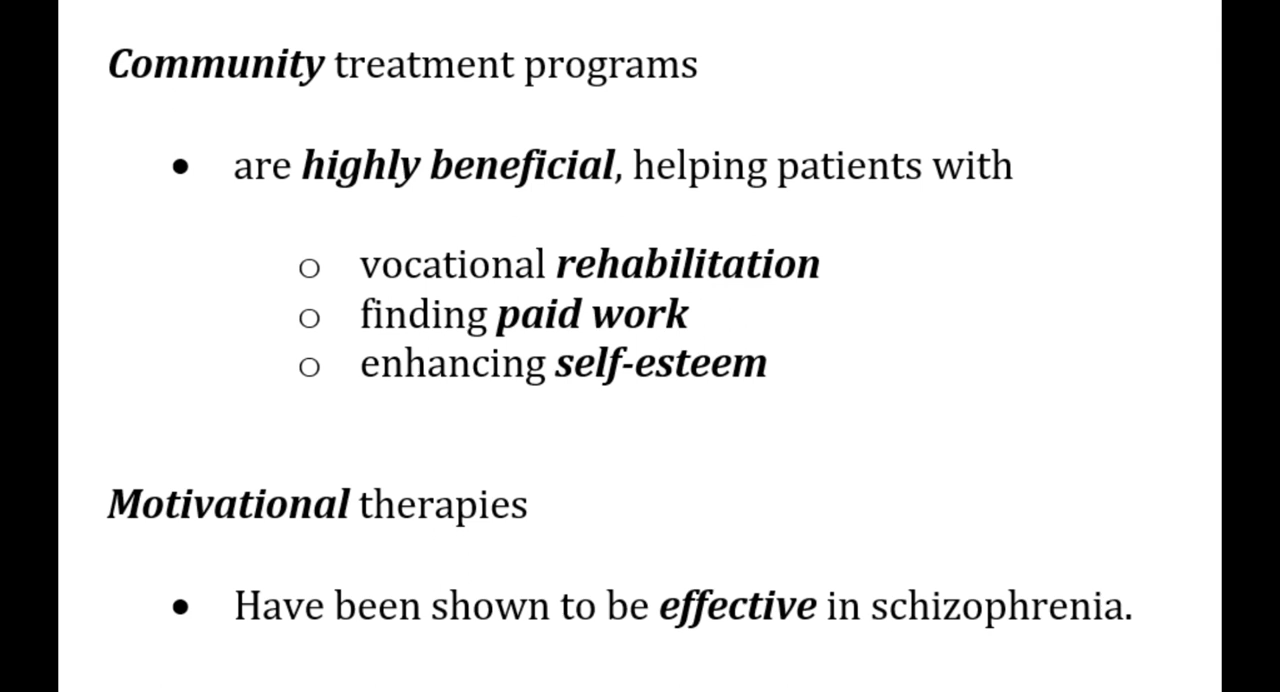 Community treatment programs
• are highly beneficial, helping patients with
o vocational rehabilitation
o finding paid work
o enhancing self-esteem
Motivational therapies
• Have been shown to be effective in schizophrenia.